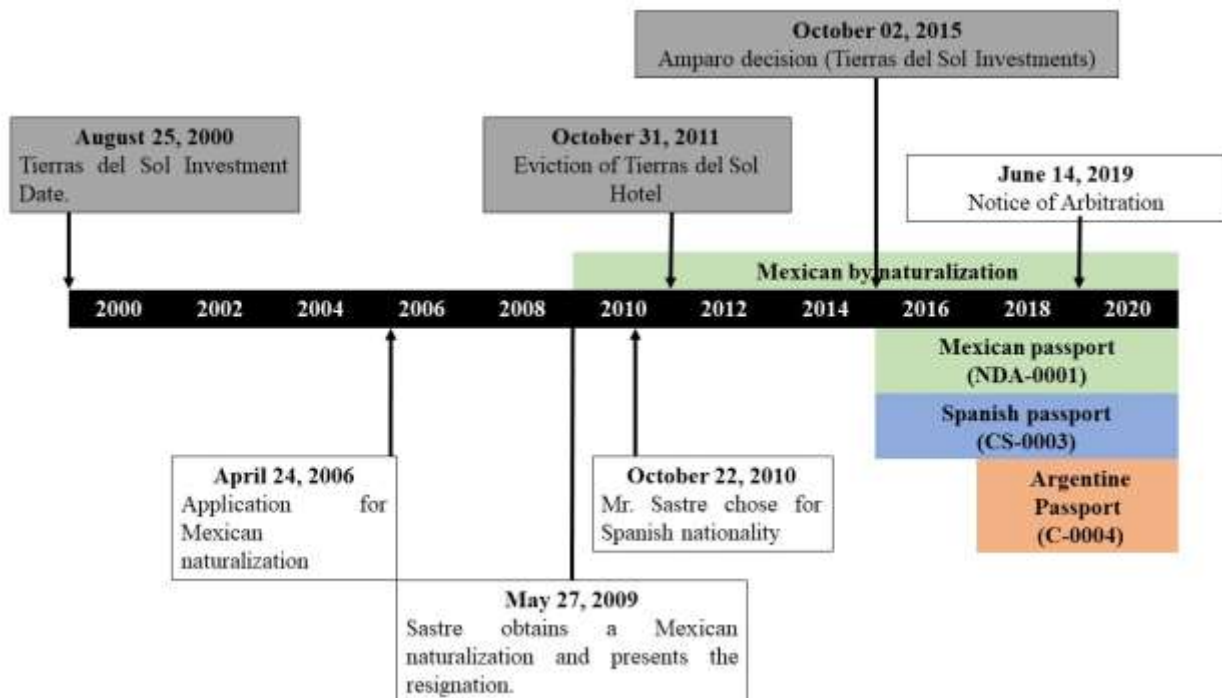 October 02, 2015
Amparo decision (Tierras del Sol Investments)
August 25, 2000
Tierras del Sol Investment
Date.
October 31, 2011
Eviction of Tierras del Sol
Hotel
June 14, 2019
Notice of Arbitration
Mexican by naturalization
2000 2002 2004 2006 2008 2010 2012 2014 2016 2018 2020
Mexican passport
(NDA-0001)
Spanish passport
(CS-0003)
Argentine
Passport
(C-0004)
April 24, 2006
Application for
Mexican
naturalization
October 22, 2010
Mr. Sastre chose for
Spanish nationality
May 27, 2009
Sastre obtains a Mexican
naturalization and presents the
resignation.